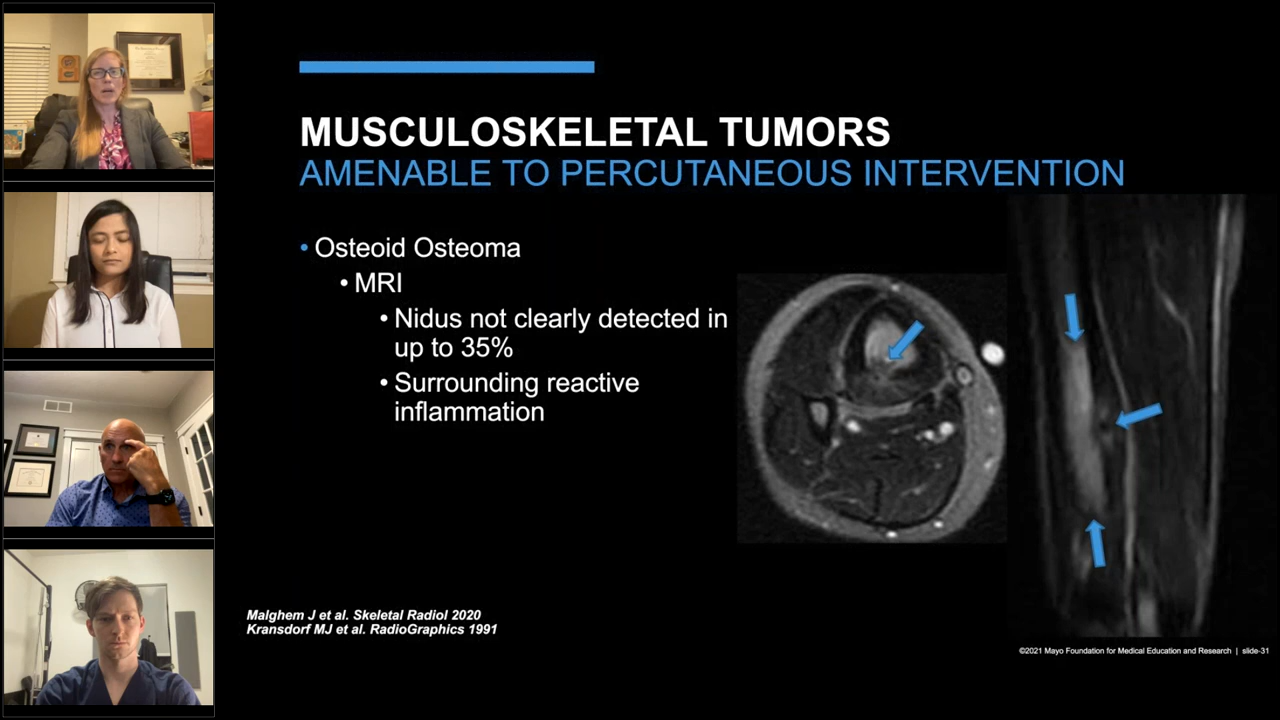 MUSCULOSKELETAL TUMORS
AMENABLE TO PERCUTANEOUS INTERVENTION
• Osteoid Osteoma
• MRI
• Nidus not clearly detected in
up to 35%
• Surrounding reactive
inflammation
Malghem J et al. Skeletal Radiol 2020
Kransdorf MJ et al. RadioGraphics 1991
©2021 Mayo Foundation for Medical Education and Research | slide-31